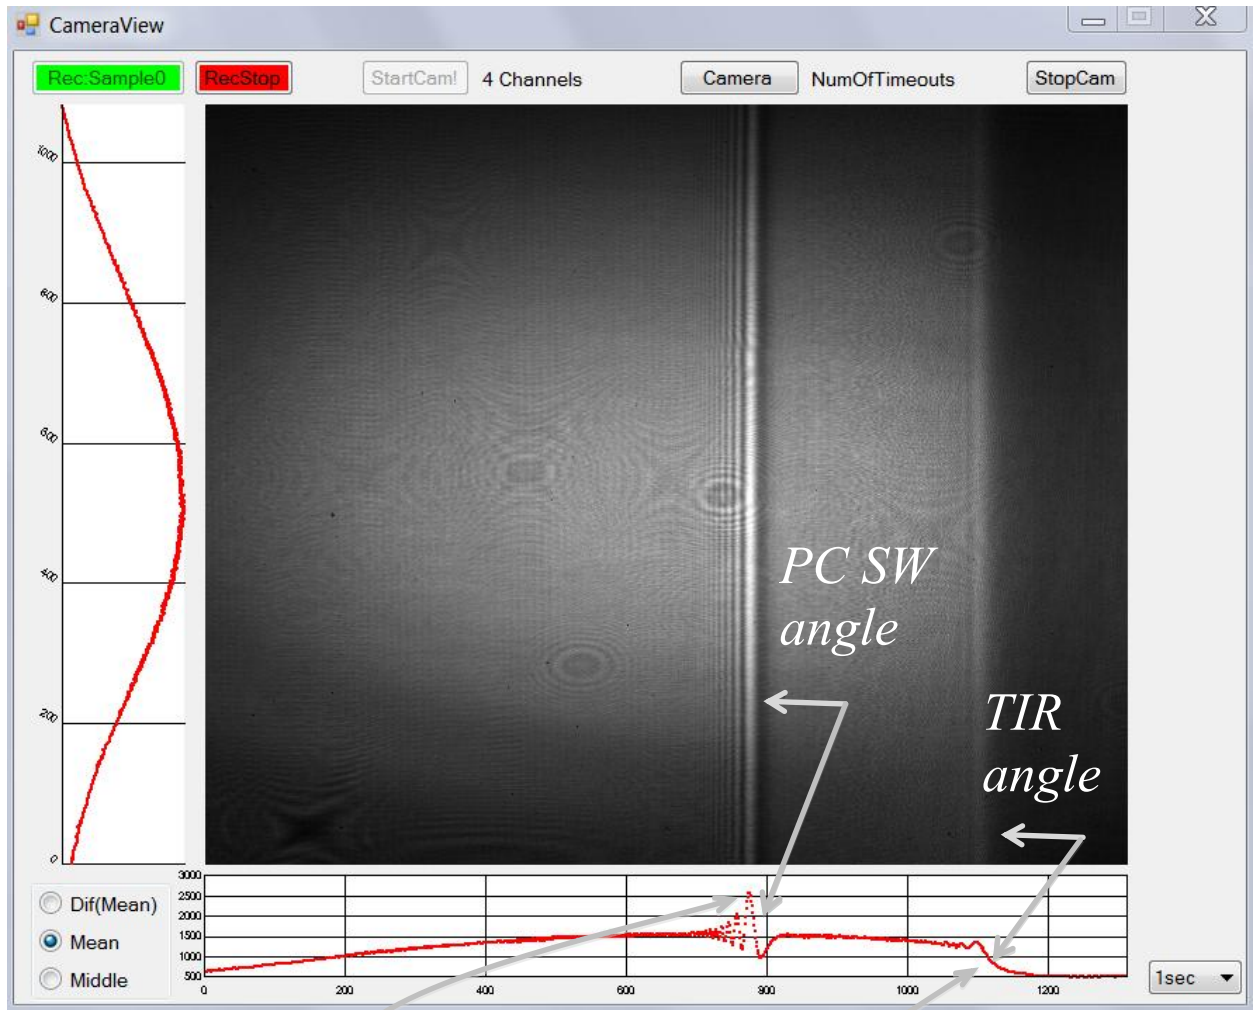 CameraView
Rec:Sample0 RecStop StartCam! 4 Channels Camera NumOfTimeouts StopCam
1000
800
600
400
200
0
PC SW
angle
TIR
angle
3000
2500
2000
1500
1000
500
0 200 400 600 800 1000 1200
Dif(Mean)
Mean
Middle
1sec